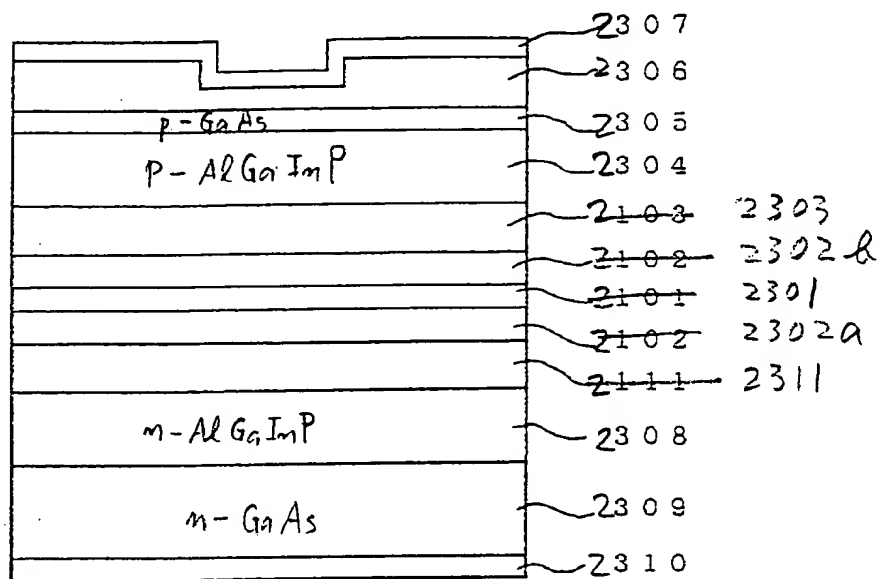 2307
2306
p-GaAs 2305
p-AlGaInP 2304
2103 2303
2102 2302b
2101 2301
2102 2302a
2111 2311
n-AlGaInP 2308
n-GaAs 2309
2310